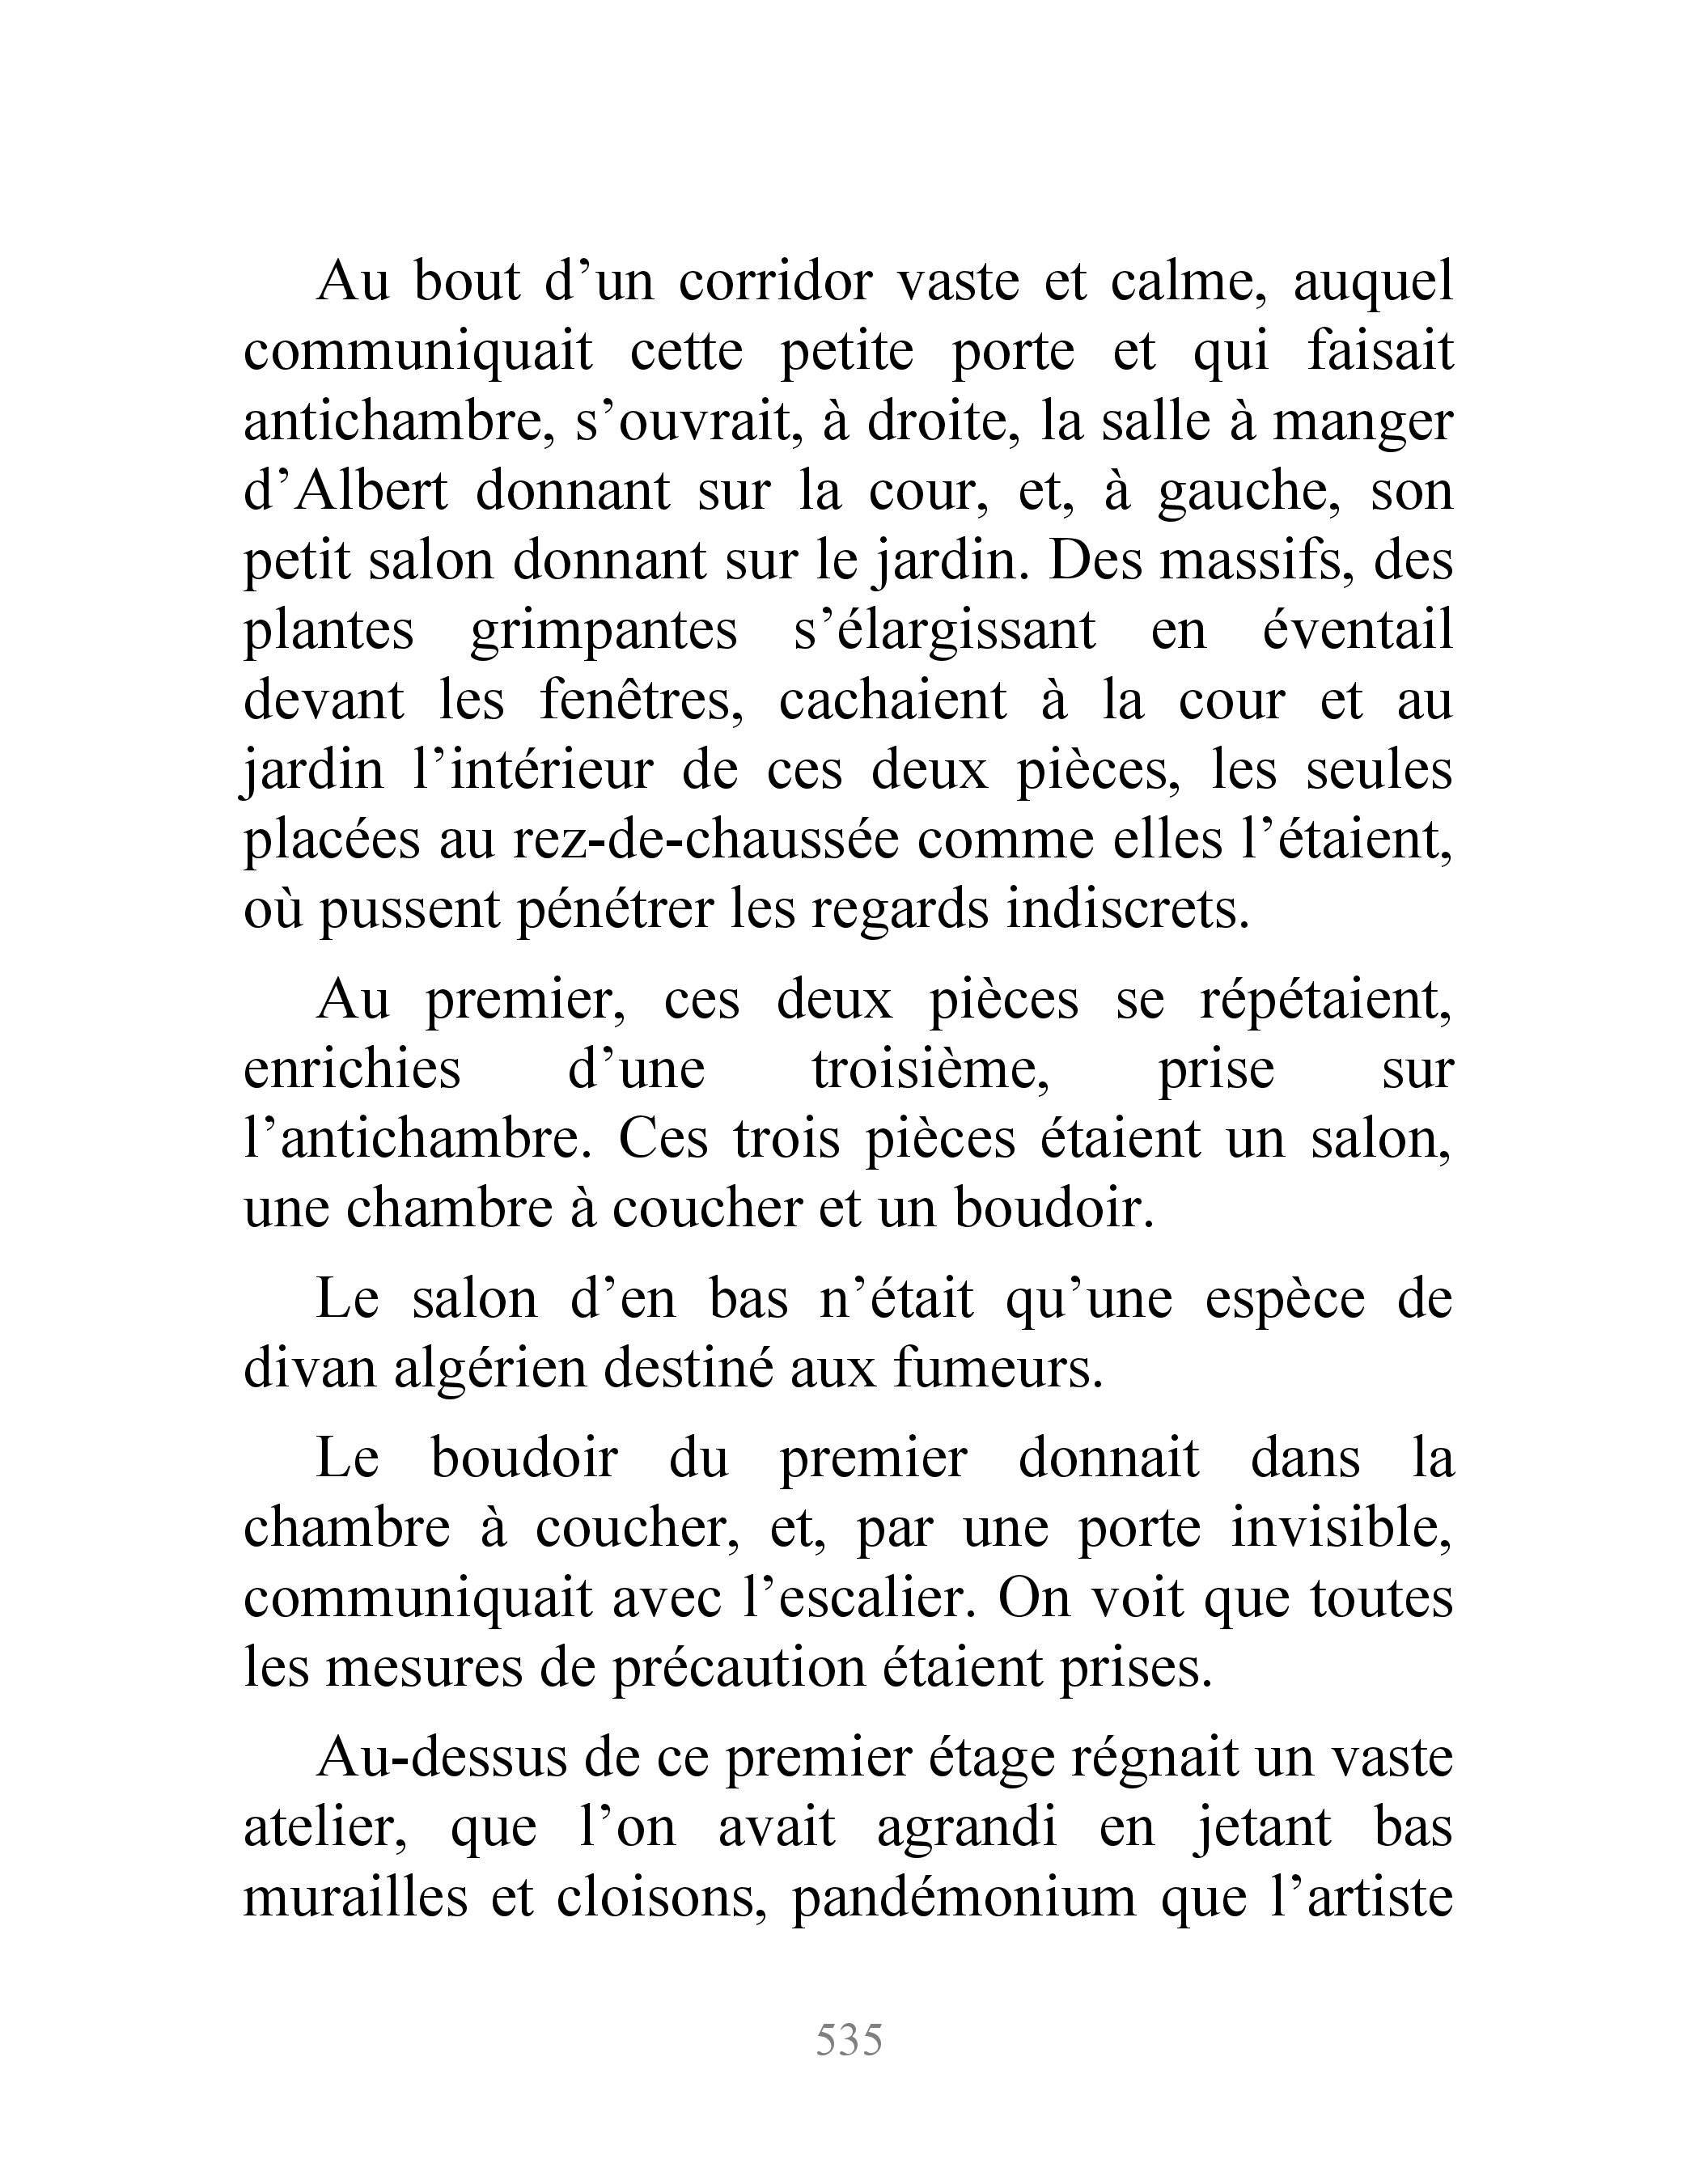 Au bout d’un corridor vaste et calme, auquel
communiquait cette petite porte et qui faisait
antichambre, s’ouvrait, à droite, la salle à manger
d’Albert donnant sur la cour, et, à gauche, son
petit salon donnant sur le jardin. Des massifs, des
plantes grimpantes s’élargissant en éventail
devant les fenêtres, cachaient à la cour et au
jardin l’intérieur de ces deux pièces, les seules
placées au rez-de-chaussée comme elles l’étaient,
où pussent pénétrer les regards indiscrets.
Au premier, ces deux pièces se répétaient,
enrichies d’une troisième, prise sur
l’antichambre. Ces trois pièces étaient un salon,
une chambre à coucher et un boudoir.
Le salon d’en bas n’était qu’une espèce de
divan algérien destiné aux fumeurs.
Le boudoir du premier donnait dans la
chambre à coucher, et, par une porte invisible,
communiquait avec l’escalier. On voit que toutes
les mesures de précaution étaient prises.
Au-dessus de ce premier étage régnait un vaste
atelier, que l’on avait agrandi en jetant bas
murailles et cloisons, pandémonium que l’artiste
535